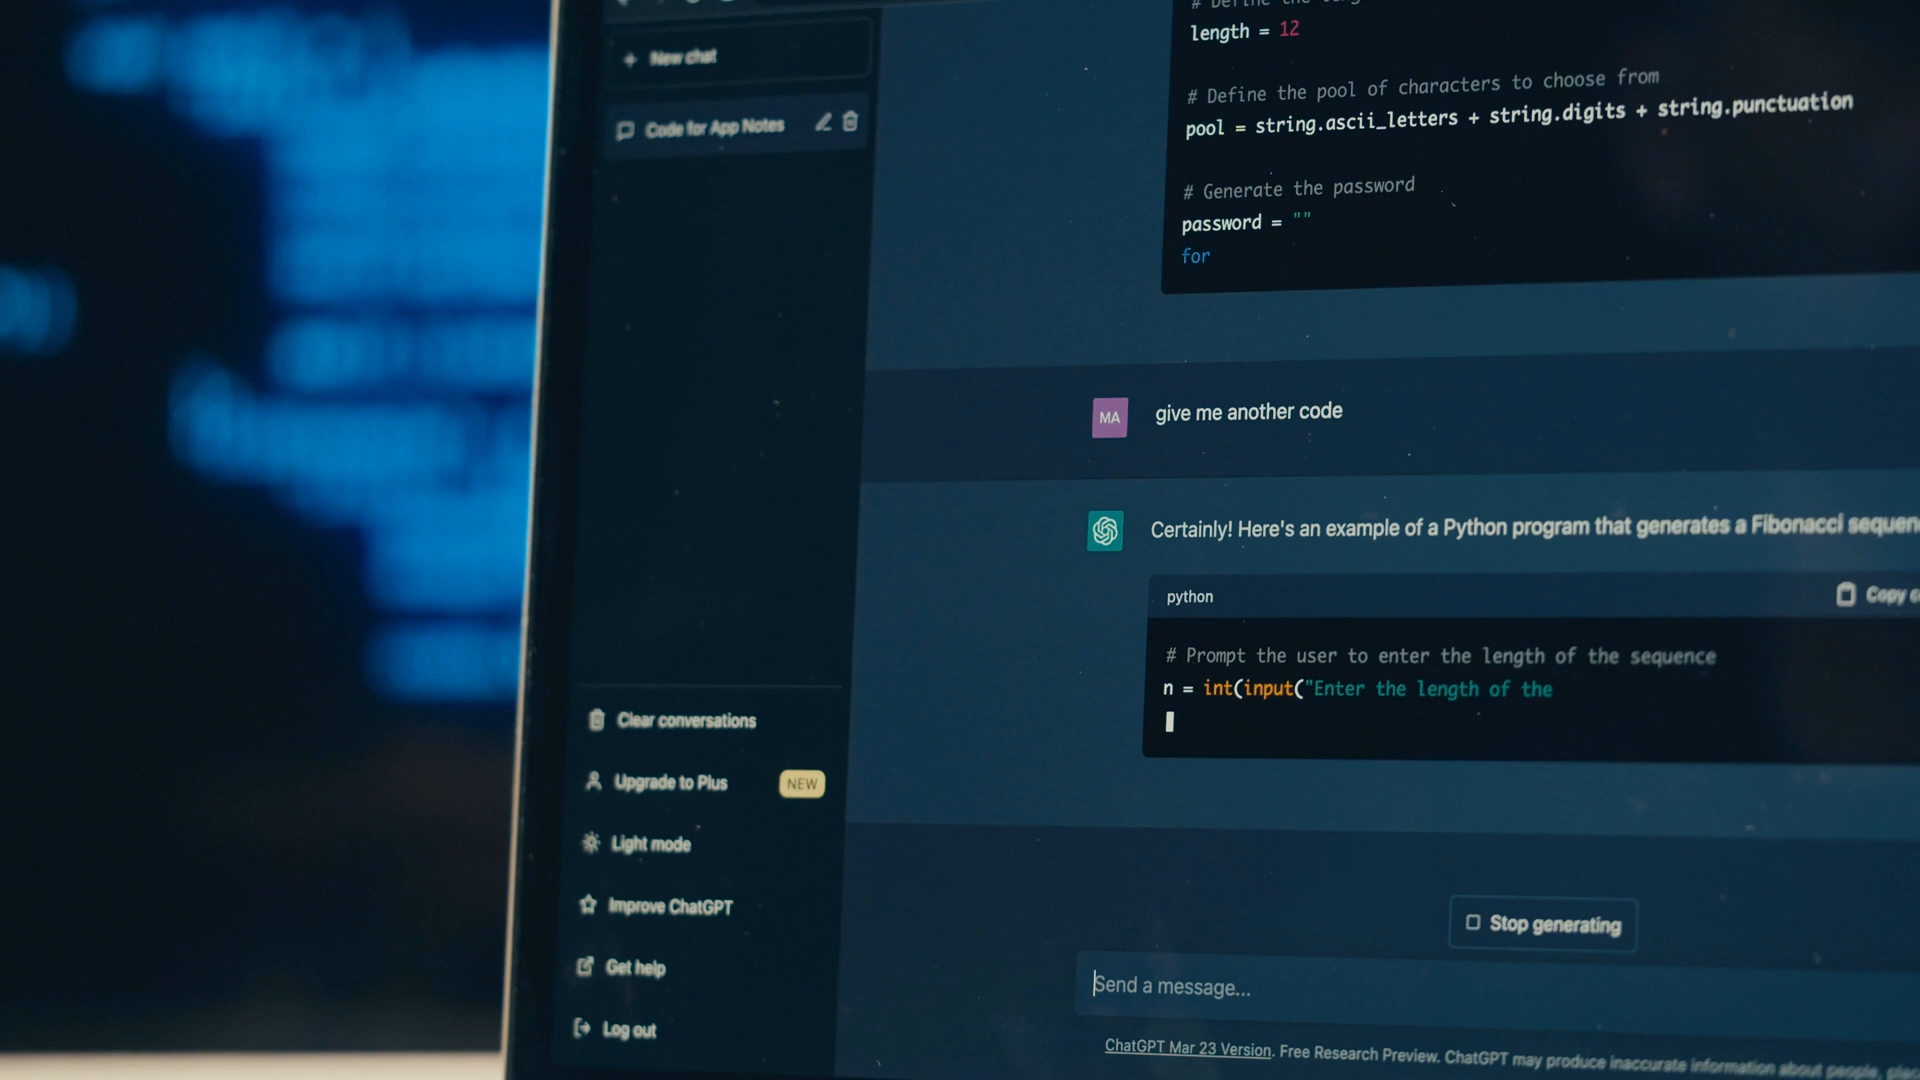 New chat
Code for App Notes
Clear conversations
Upgrade to Plus NEW
Light mode
Improve ChatGPT
Get help
Log out
length = 12
# Define the pool of characters to choose from
pool = string.ascii_letters + string.digits + string.punctuation
# Generate the password
password = ""
for
MA give me another code
Certainly! Here's an example of a Python program that generates a Fibonacci sequen
python Copy c
# Prompt the user to enter the length of the sequence
n = int(input("Enter the length of the
Stop generating
Send a message...
ChatGPT Mar 23 Version. Free Research Preview. ChatGPT may produce inaccurate information about people,